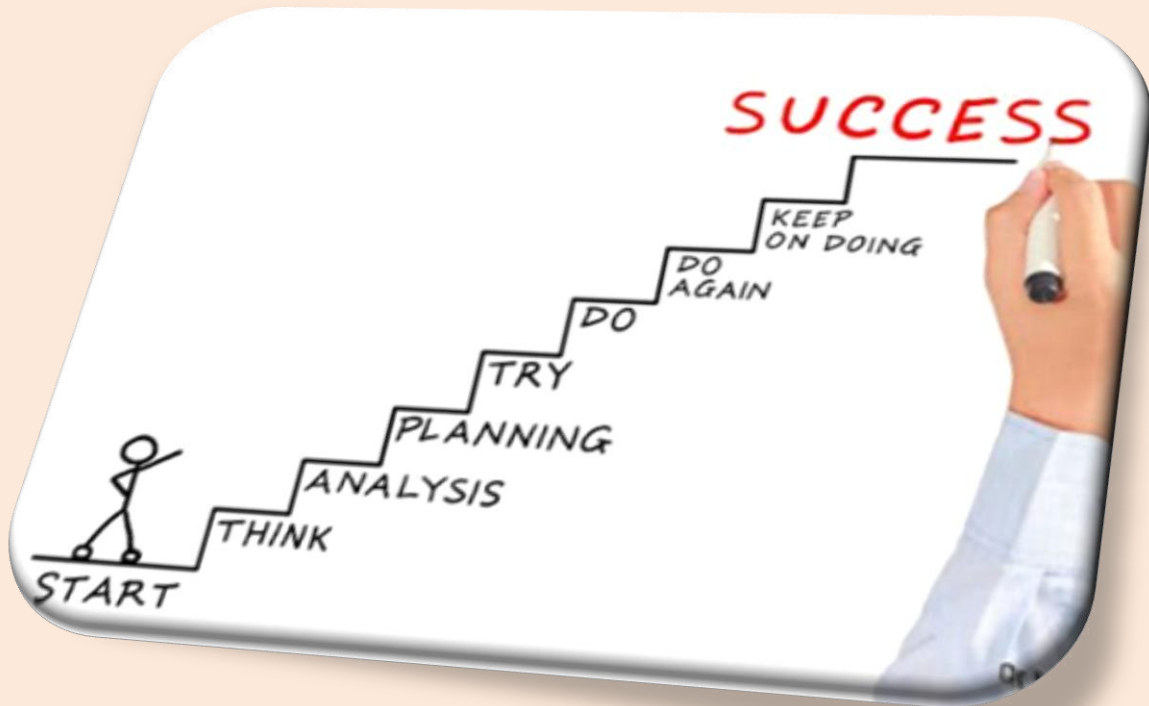 SUCCESS
KEEP
ON DOING
DO
AGAIN
DO
TRY
PLANNING
ANALYSIS
THINK
START